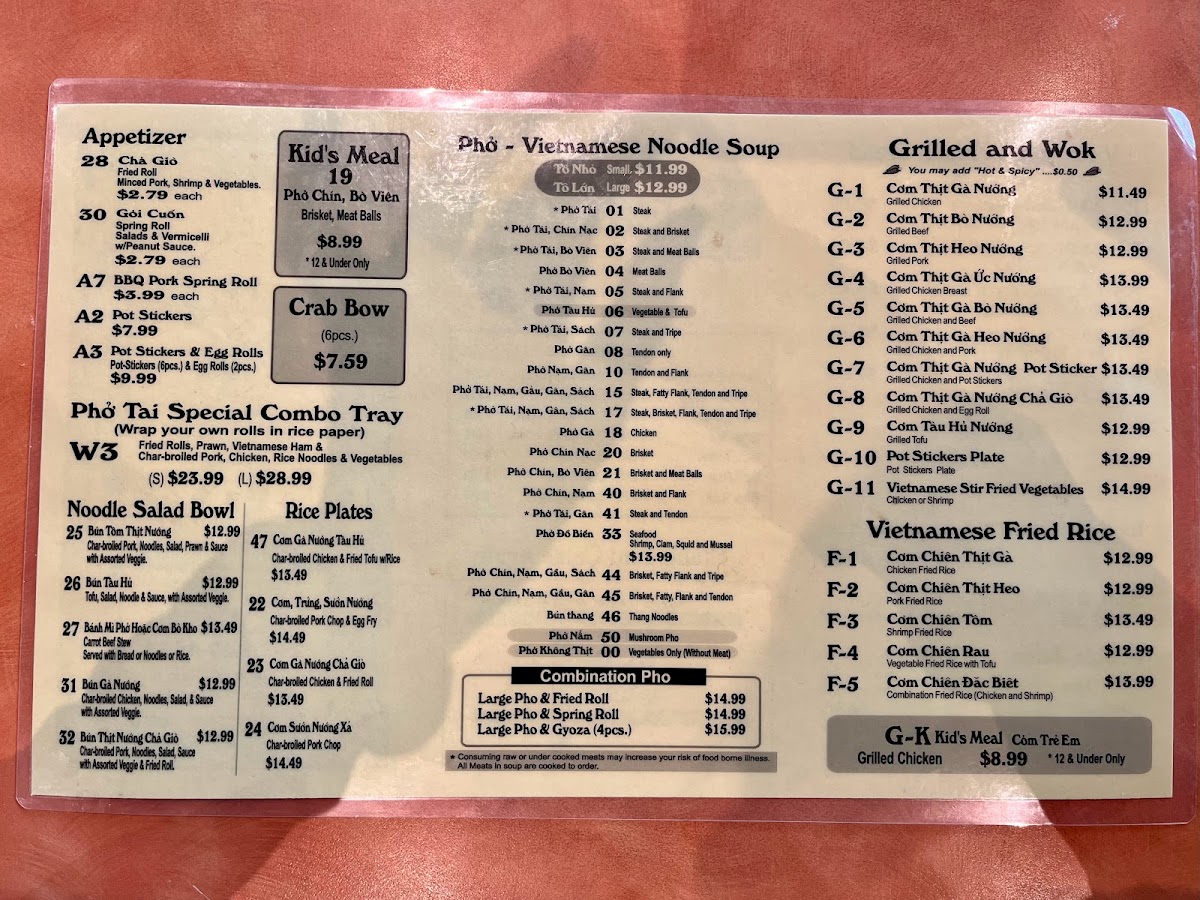 Appetizer
28 Chả Giò
Fried Roll
Minced Pork, Shrimp & Vegetables.
$2.79 each
30 Gỏi Cuốn
Spring Roll
Salads & Vermicelli
w/Peanut Sauce.
$2.79 each
A7 BBQ Pork Spring Roll
$3.99 each
A2 Pot Stickers
$7.99
A3 Pot Stickers & Egg Rolls
Pot-Stickers (6pcs.) & Egg Rolls (2pcs.)
$9.99
Kid's Meal
19
Phở Chín, Bò Viên
Brisket, Meat Balls
$8.99
* 12 & Under Only
Crab Bow
(6pcs.)
$7.59
Phở Tai Special Combo Tray
(Wrap your own rolls in rice paper)
W3 Fried Rolls, Prawn, Vietnamese Ham &
Char-broiled Pork, Chicken, Rice Noodles & Vegetables
(S) $23.99 (L) $28.99
Noodle Salad Bowl
25 Bún Tôm Thịt Nướng $12.99
Char-broiled Pork, Noodles, Salad, Prawn & Sauce
with Assorted Veggie.
26 Bún Tàu Hủ $12.99
Tofu, Salad, Noodle & Sauce, with Assorted Veggie.
27 Bánh Mì Phở Hoặc Cơm Bò Kho $13.49
Carrot Beef Stew
Served with Bread or Noodles or Rice.
31 Bún Gà Nướng $12.99
Char-broiled Chicken, Noodles, Salad, & Sauce
with Assorted Veggie.
32 Bún Thịt Nướng Chả Giò $12.99
Char-broiled Pork, Noodles, Salad, Sauce
with Assorted Veggie & Fried Roll.
Rice Plates
47 Cơm Gà Nướng Tàu Hủ
Char-broiled Chicken & Fried Tofu w/Rice
$13.49
22 Cơm, Trứng, Sườn Nướng
Char-broiled Pork Chop & Egg Fry
$14.49
23 Cơm Gà Nướng Chả Giò
Char-broiled Chicken & Fried Roll
$13.49
24 Cơm Sườn Nướng Xả
Char-broiled Pork Chop
$14.49
Phở - Vietnamese Noodle Soup
Tô Nhỏ Small. $11.99
Tô Lớn Large $12.99
* Phở Tái 01 Steak
* Phở Tái, Chín Nạc 02 Steak and Brisket
* Phở Tái, Bò Viên 03 Steak and Meat Balls
Phở Bò Viên 04 Meat Balls
* Phở Tái, Nạm 05 Steak and Flank
Phở Tàu Hủ 06 Vegetable & Tofu
* Phở Tái, Sách 07 Steak and Tripe
Phở Gân 08 Tendon only
Phở Nạm, Gân 10 Tendon and Flank
Phở Tái, Nạm, Gầu, Gân, Sách 15 Steak, Fatty Flank, Tendon and Tripe
* Phở Tái, Nạm, Gân, Sách 17 Steak, Brisket, Flank, Tendon and Tripe
Phở Gà 18 Chicken
Phở Chín Nạc 20 Brisket
Phở Chín, Bò Viên 21 Brisket and Meat Balls
Phở Chín, Nạm 40 Brisket and Flank
* Phở Tái, Gân 41 Steak and Tendon
Phở Đồ Biển 33 Seafood
Shrimp, Clam, Squid and Mussel
$13.99
Phở Chín, Nạm, Gầu, Sách 44 Brisket, Fatty Flank and Tripe
Phở Chín, Nạm, Gầu, Gân 45 Brisket, Fatty, Flank and Tendon
Bún thang 46 Thang Noodles
Phở Nấm 50 Mushroom Pho
Phở Không Thịt 00 Vegetables Only (Without Meat)
Combination Pho
Large Pho & Fried Roll $14.99
Large Pho & Spring Roll $14.99
Large Pho & Gyoza (4pcs.) $15.99
* Consuming raw or under cooked meats may increase your risk of food borne illness.
All Meats in soup are cooked to order.
Grilled and Wok
You may add "Hot & Spicy" ....$0.50
G-1 Cơm Thịt Gà Nướng $11.49
Grilled Chicken
G-2 Cơm Thịt Bò Nướng $12.99
Grilled Beef
G-3 Cơm Thịt Heo Nướng $12.99
Grilled Pork
G-4 Cơm Thịt Gà Ức Nướng $13.99
Grilled Chicken Breast
G-5 Cơm Thịt Gà Bò Nướng $13.49
Grilled Chicken and Beef
G-6 Cơm Thịt Gà Heo Nướng $13.49
Grilled Chicken and Pork
G-7 Cơm Thịt Gà Nướng Pot Sticker $13.49
Grilled Chicken and Pot Stickers
G-8 Cơm Thịt Gà Nướng Chả Giò $13.49
Grilled Chicken and Egg Roll
G-9 Cơm Tàu Hủ Nướng $12.99
Grilled Tofu
G-10 Pot Stickers Plate $12.99
Pot Stickers Plate
G-11 Vietnamese Stir Fried Vegetables $14.99
Chicken or Shrimp
Vietnamese Fried Rice
F-1 Cơm Chiên Thịt Gà $12.99
Chicken Fried Rice
F-2 Cơm Chiên Thịt Heo $12.99
Pork Fried Rice
F-3 Cơm Chiên Tôm $13.49
Shrimp Fried Rice
F-4 Cơm Chiên Rau $12.99
Vegetable Fried Rice with Tofu
F-5 Cơm Chiên Đặc Biệt $13.99
Combination Fried Rice (Chicken and Shrimp)
G-K Kid's Meal Cơm Trẻ Em
Grilled Chicken $8.99 * 12 & Under Only